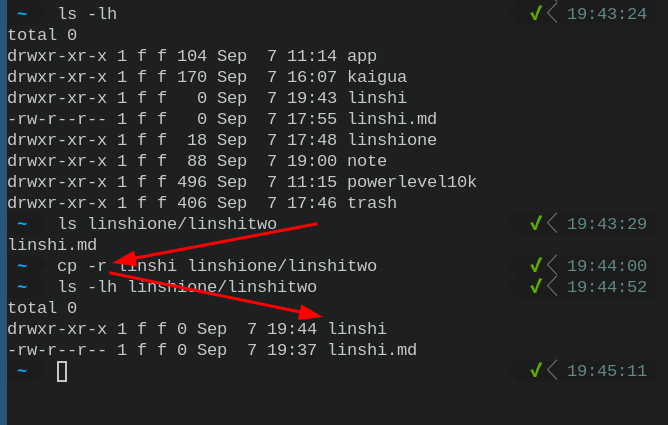 ~ ls -lh ✓ 19:43:24
total 0
drwxr-xr-x 1 f f 104 Sep  7 11:14 app
drwxr-xr-x 1 f f 170 Sep  7 16:07 kaigua
drwxr-xr-x 1 f f   0 Sep  7 19:43 linshi
-rw-r--r-- 1 f f   0 Sep  7 17:55 linshi.md
drwxr-xr-x 1 f f  18 Sep  7 17:48 linshione
drwxr-xr-x 1 f f  88 Sep  7 19:00 note
drwxr-xr-x 1 f f 496 Sep  7 11:15 powerlevel10k
drwxr-xr-x 1 f f 406 Sep  7 17:46 trash
~ ls linshione/linshitwo ✓ 19:43:29
linshi.md
~ cp -r linshi linshione/linshitwo ✓ 19:44:00
~ ls -lh linshione/linshitwo ✓ 19:44:52
total 0
drwxr-xr-x 1 f f 0 Sep  7 19:44 linshi
-rw-r--r-- 1 f f 0 Sep  7 19:37 linshi.md
~ ✓ 19:45:11